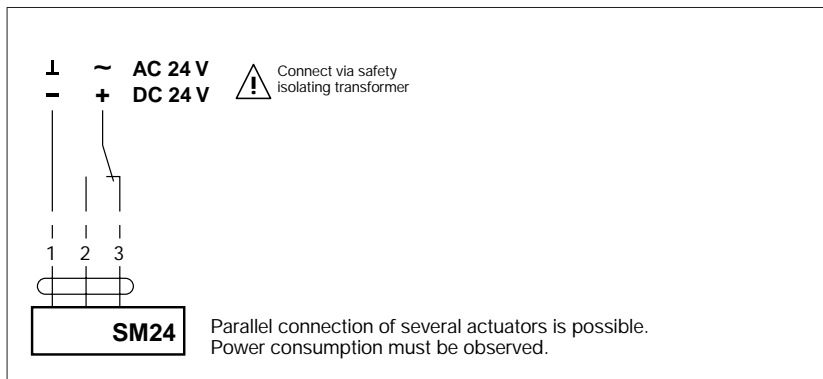 ⊥ ~ AC 24 V
– + DC 24 V
Connect via safety
isolating transformer
1 2 3
SM24
Parallel connection of several actuators is possible.
Power consumption must be observed.